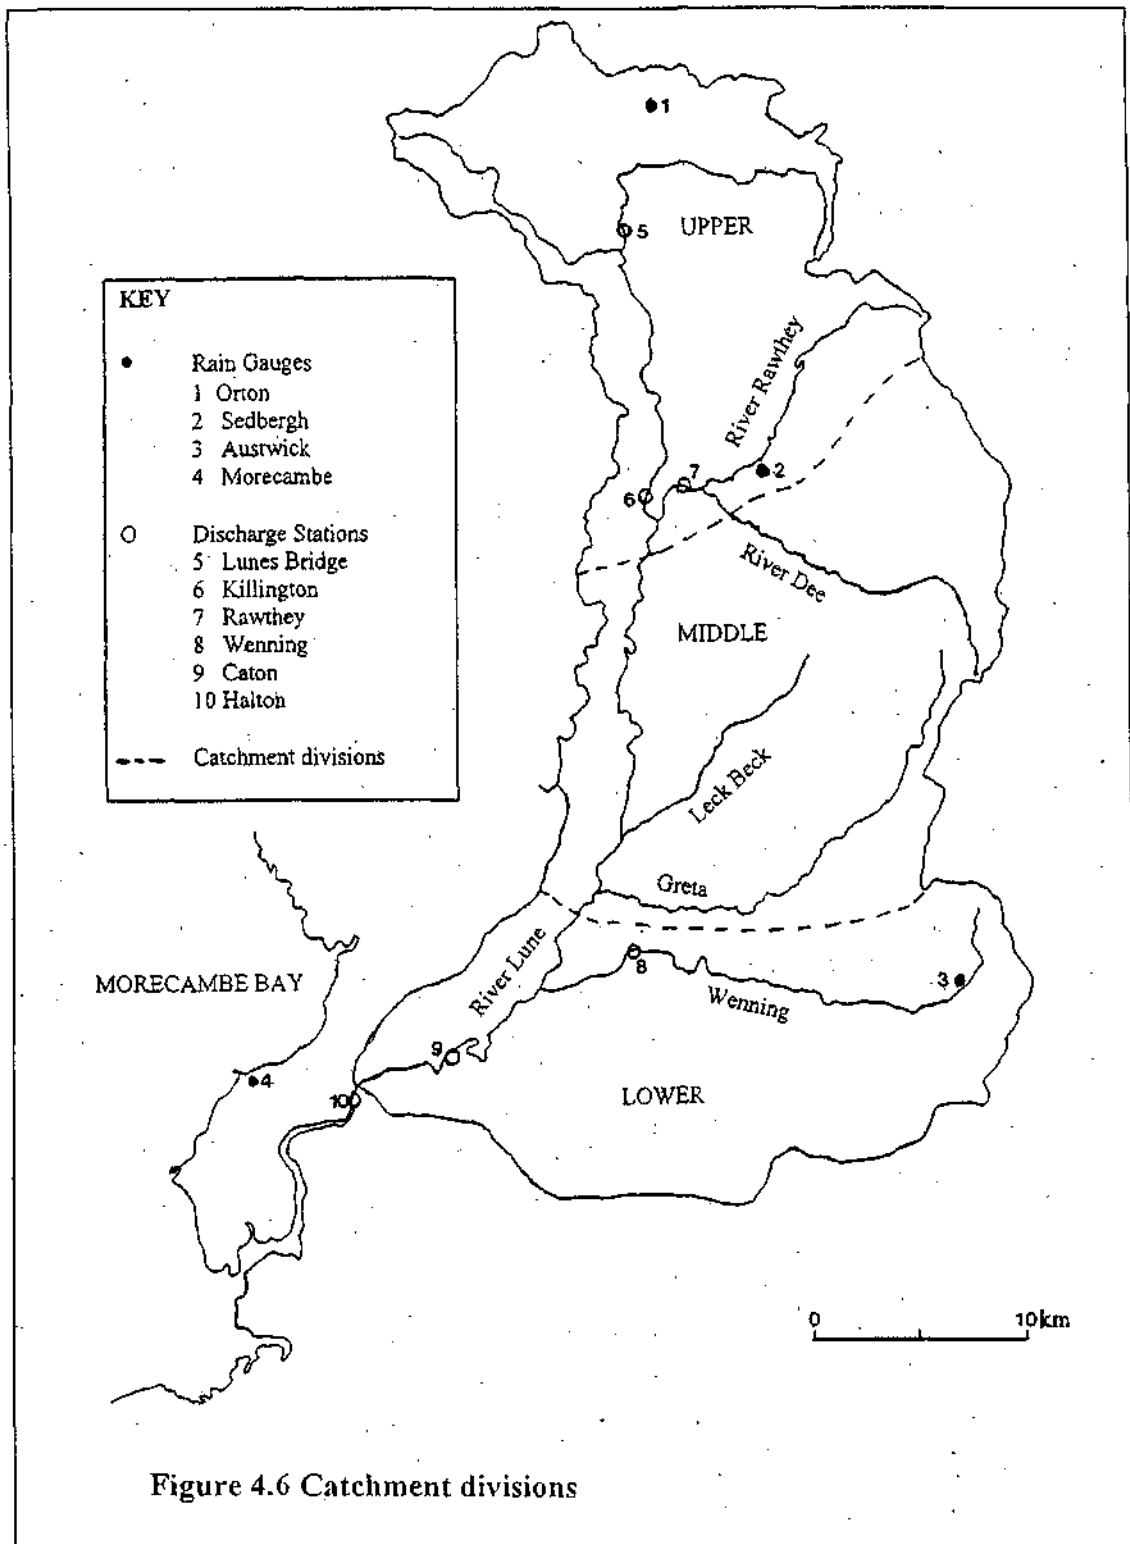 1
5
UPPER
KEY
Rain Gauges
1 Orton
2 Sedbergh
3 Austwick
4 Morecambe
Discharge Stations
5 Lunes Bridge
6 Killington
7 Rawthey
8 Wenning
9 Caton
10 Halton
Catchment divisions
River Rawthey
2
7
6
River Dee
MIDDLE
Leck Beck
Greta
River Lune
8
3
Wenning
MORECAMBE BAY
9
4
10
LOWER
0 10km
Figure 4.6 Catchment divisions